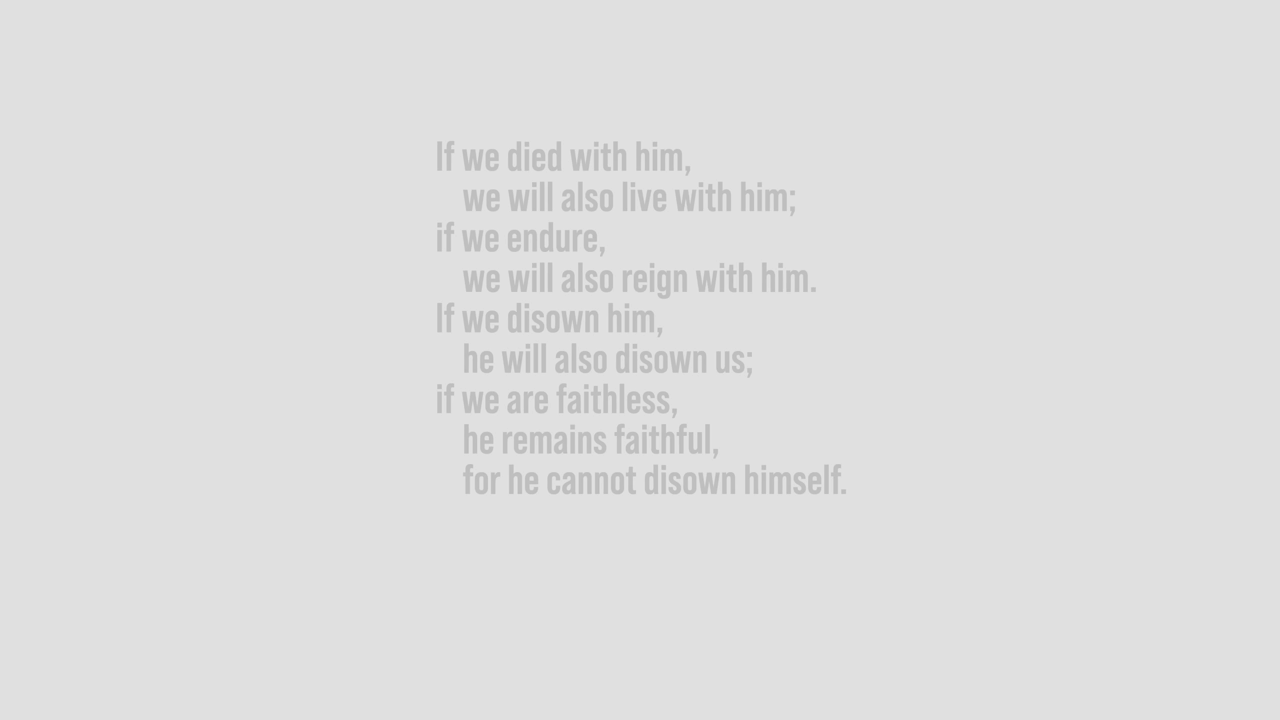 If we died with him,
we will also live with him;
if we endure,
we will also reign with him.
If we disown him,
he will also disown us;
if we are faithless,
he remains faithful,
for he cannot disown himself.